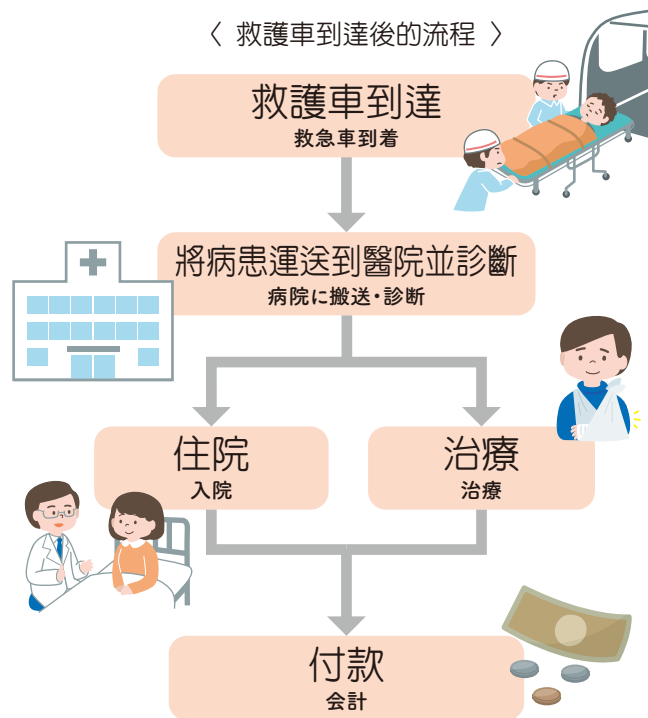 〈 救護車到達後的流程 〉
救護車到達
救急車到着
將病患運送到醫院並診斷
病院に搬送・診断
住院
入院
治療
治療
付款
会計